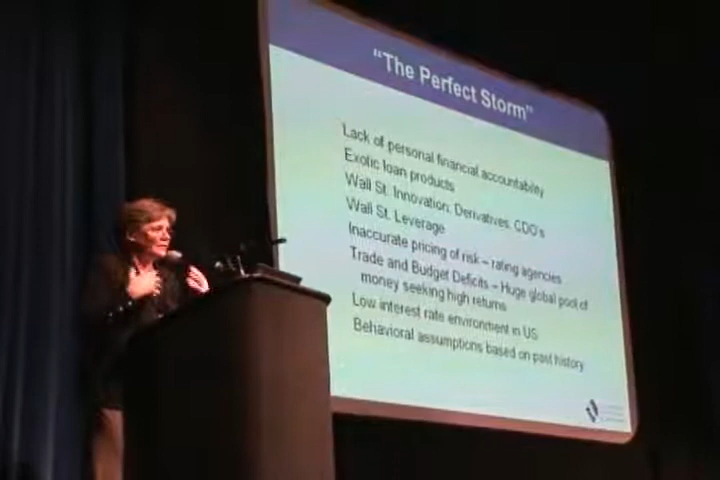 "The Perfect Storm"
Lack of personal financial accountability
Exotic loan products
Wall St. Innovation: Derivatives, CDO's
Wall St. Leverage
Inaccurate pricing of risk – rating agencies
Trade and Budget Deficits – Huge global pool of
money seeking high returns
Low interest rate environment in US
Behavioral assumptions based on past history